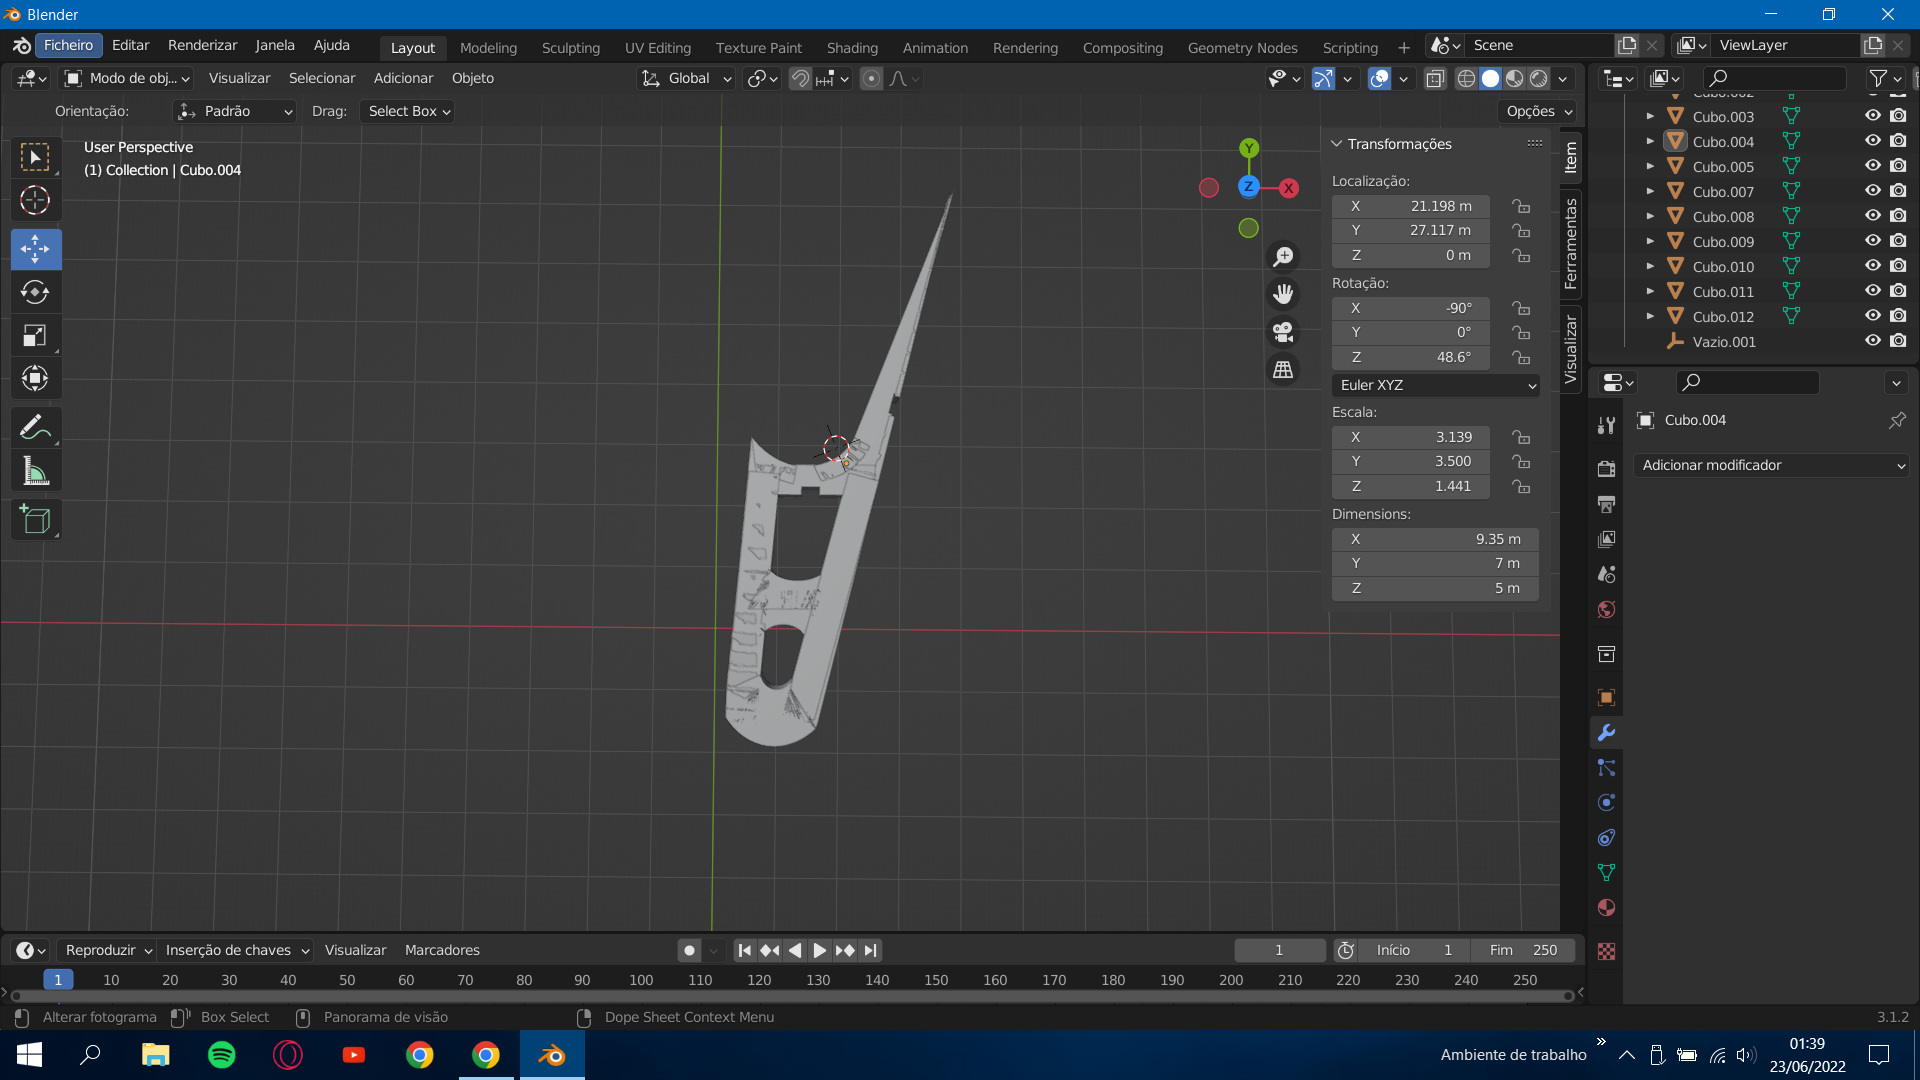 Blender
Ficheiro Editar Renderizar Janela Ajuda Layout Modeling Sculpting UV Editing Texture Paint Shading Animation Rendering Compositing Geometry Nodes Scripting + Scene ViewLayer
Modo de obj... Visualizar Selecionar Adicionar Objeto Global
Orientação: Padrão Drag: Select Box Opções
User Perspective
(1) Collection | Cubo.004
Y
Z
X
Transformações
Localização:
X 21.198 m
Y 27.117 m
Z 0 m
Rotação:
X -90°
Y 0°
Z 48.6°
Euler XYZ
Escala:
X 3.139
Y 3.500
Z 1.441
Dimensions:
X 9.35 m
Y 7 m
Z 5 m
Item
Ferramentas
Visualizar
Cubo.002
Cubo.003
Cubo.004
Cubo.005
Cubo.007
Cubo.008
Cubo.009
Cubo.010
Cubo.011
Cubo.012
Vazio.001
Cubo.004
Adicionar modificador
Reproduzir Inserção de chaves Visualizar Marcadores 1 Início 1 Fim 250
1 10 20 30 40 50 60 70 80 90 100 110 120 130 140 150 160 170 180 190 200 210 220 230 240 250
Alterar fotograma Box Select Panorama de visão Dope Sheet Context Menu 3.1.2
Ambiente de trabalho
01:39
23/06/2022